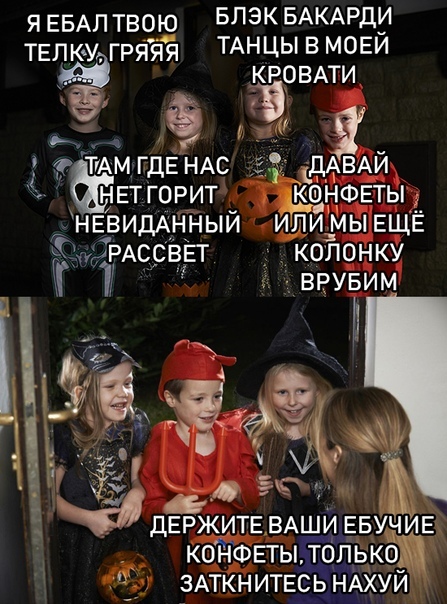 Я ЕБАЛ ТВОЮ
ТЕЛКУ, ГРЯЯЯ
БЛЭК БАКАРДИ
ТАНЦЫ В МОЕЙ
КРОВАТИ
ТАМ ГДЕ НАС
НЕТ ГОРИТ
НЕВИДАННЫЙ
РАССВЕТ
ДАВАЙ
КОНФЕТЫ
ИЛИ МЫ ЕЩЁ
КОЛОНКУ
ВРУБИМ
ДЕРЖИТЕ ВАШИ ЕБУЧИЕ
КОНФЕТЫ, ТОЛЬКО
ЗАТКНИТЕСЬ НАХУЙ